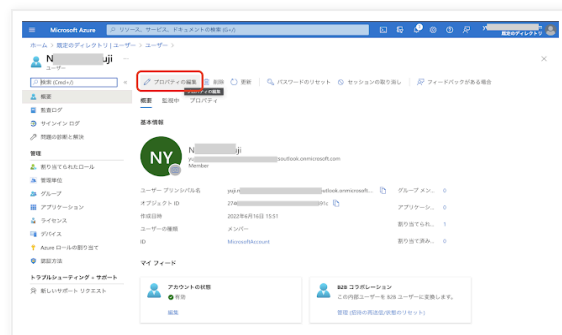 Microsoft Azure
リソース、サービス、ドキュメントの検索 (G+/)
既定のディレクトリ
ホーム > 既定のディレクトリ | ユーザー > ユーザー >
N uji ...
ユーザー
検索 (Cmd+/)
プロパティの編集 削除 更新 パスワードのリセット セッションの取り消し フィードバックがある場合
プロパティの編集
概要
監査ログ
サインイン ログ
問題の診断と解決
管理
割り当てられたロール
管理単位
グループ
アプリケーション
ライセンス
デバイス
Azure ロールの割り当て
認証方法
トラブルシューティング + サポート
新しいサポート リクエスト
概要 監視中 プロパティ
基本情報
NY
N iji
yu outlook.onmicrosoft.com
Member
ユーザー プリンシパル名 yujin outlook.onmicrosoft... グループ メン... 0
オブジェクト ID 27# 91c アプリケーシ... 0
作成日時 2022年6月16日 15:51 割り当てられ... 1
ユーザーの種類 メンバー 割り当て済み... 0
ID MicrosoftAccount
マイ フィード
アカウントの状態
有効
編集
B2B コラボレーション
この内部ユーザーを B2B ユーザーに変換します。
管理 (招待の再送信/状態のリセット)